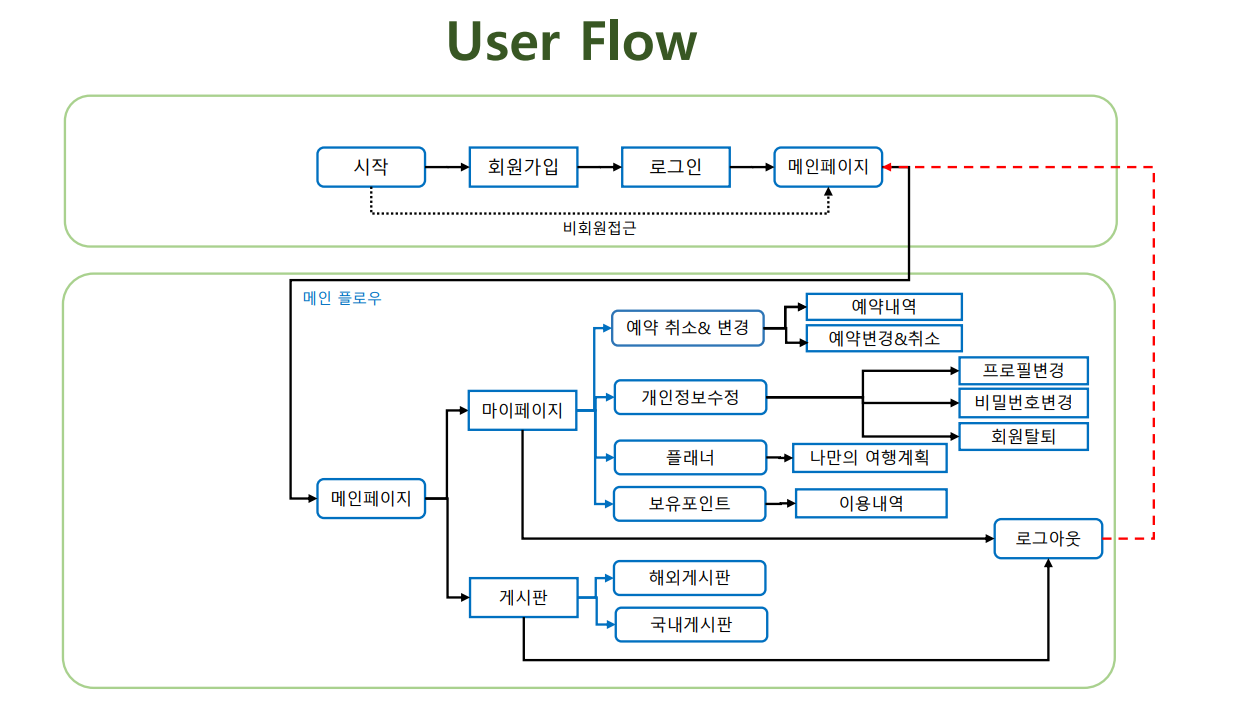 User Flow
시작
회원가입
로그인
메인페이지
비회원접근
메인 플로우
예약 취소& 변경
예약내역
예약변경&취소
개인정보수정
프로필변경
비밀번호변경
회원탈퇴
마이페이지
플래너
나만의 여행계획
메인페이지
보유포인트
이용내역
로그아웃
게시판
해외게시판
국내게시판